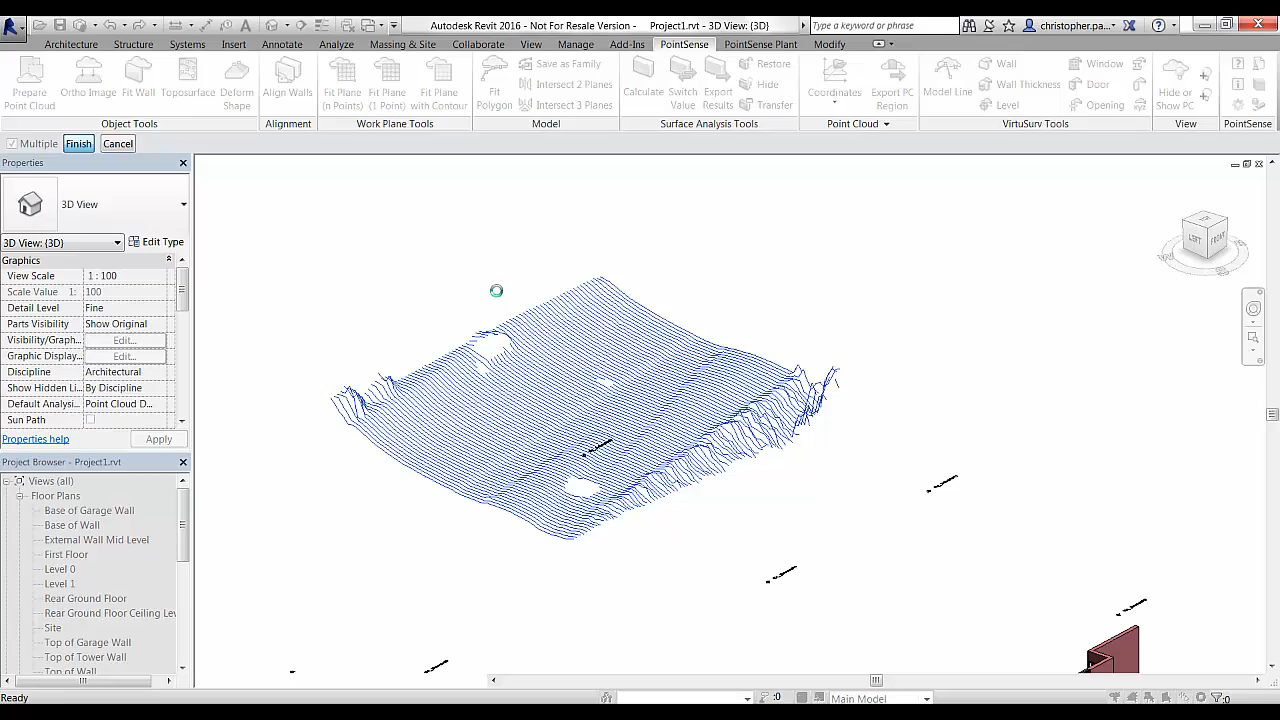 Autodesk Revit 2016 - Not For Resale Version - Project1.rvt - 3D View: {3D}
Type a keyword or phrase
christopher.pa...
Architecture Structure Systems Insert Annotate Analyze Massing & Site Collaborate View Manage Add-Ins PointSense PointSense Plant Modify
Prepare Point Cloud
Ortho Image
Fit Wall
Toposurface
Deform Shape
Align Walls
Fit Plane (n Points)
Fit Plane (1 Point)
Fit Plane with Contour
Fit Polygon
Save as Family
Intersect 2 Planes
Intersect 3 Planes
Calculate
Switch Value
Export Results
Restore
Hide
Transfer
Coordinates
Export PC Region
Model Line
Wall
Wall Thickness
Level
Window
Door
Opening
Hide or Show PC
Object Tools
Alignment
Work Plane Tools
Model
Surface Analysis Tools
Point Cloud
VirtuSurv Tools
View
PointSense
Multiple Finish Cancel
Properties
3D View
LEFT FRONT
3D View: {3D} Edit Type
Graphics
View Scale 1 : 100
Scale Value 1: 100
Detail Level Fine
Parts Visibility Show Original
Visibility/Graph... Edit...
Graphic Display... Edit...
Discipline Architectural
Show Hidden Li... By Discipline
Default Analysi... Point Cloud D...
Sun Path
Properties help Apply
Project Browser - Project1.rvt
Views (all)
Floor Plans
Base of Garage Wall
Base of Wall
External Wall Mid Level
First Floor
Level 0
Level 1
Rear Ground Floor
Rear Ground Floor Ceiling Lev
Site
Top of Garage Wall
Top of Tower Wall
Top of Wall
Ready
:0
Main Model
:0